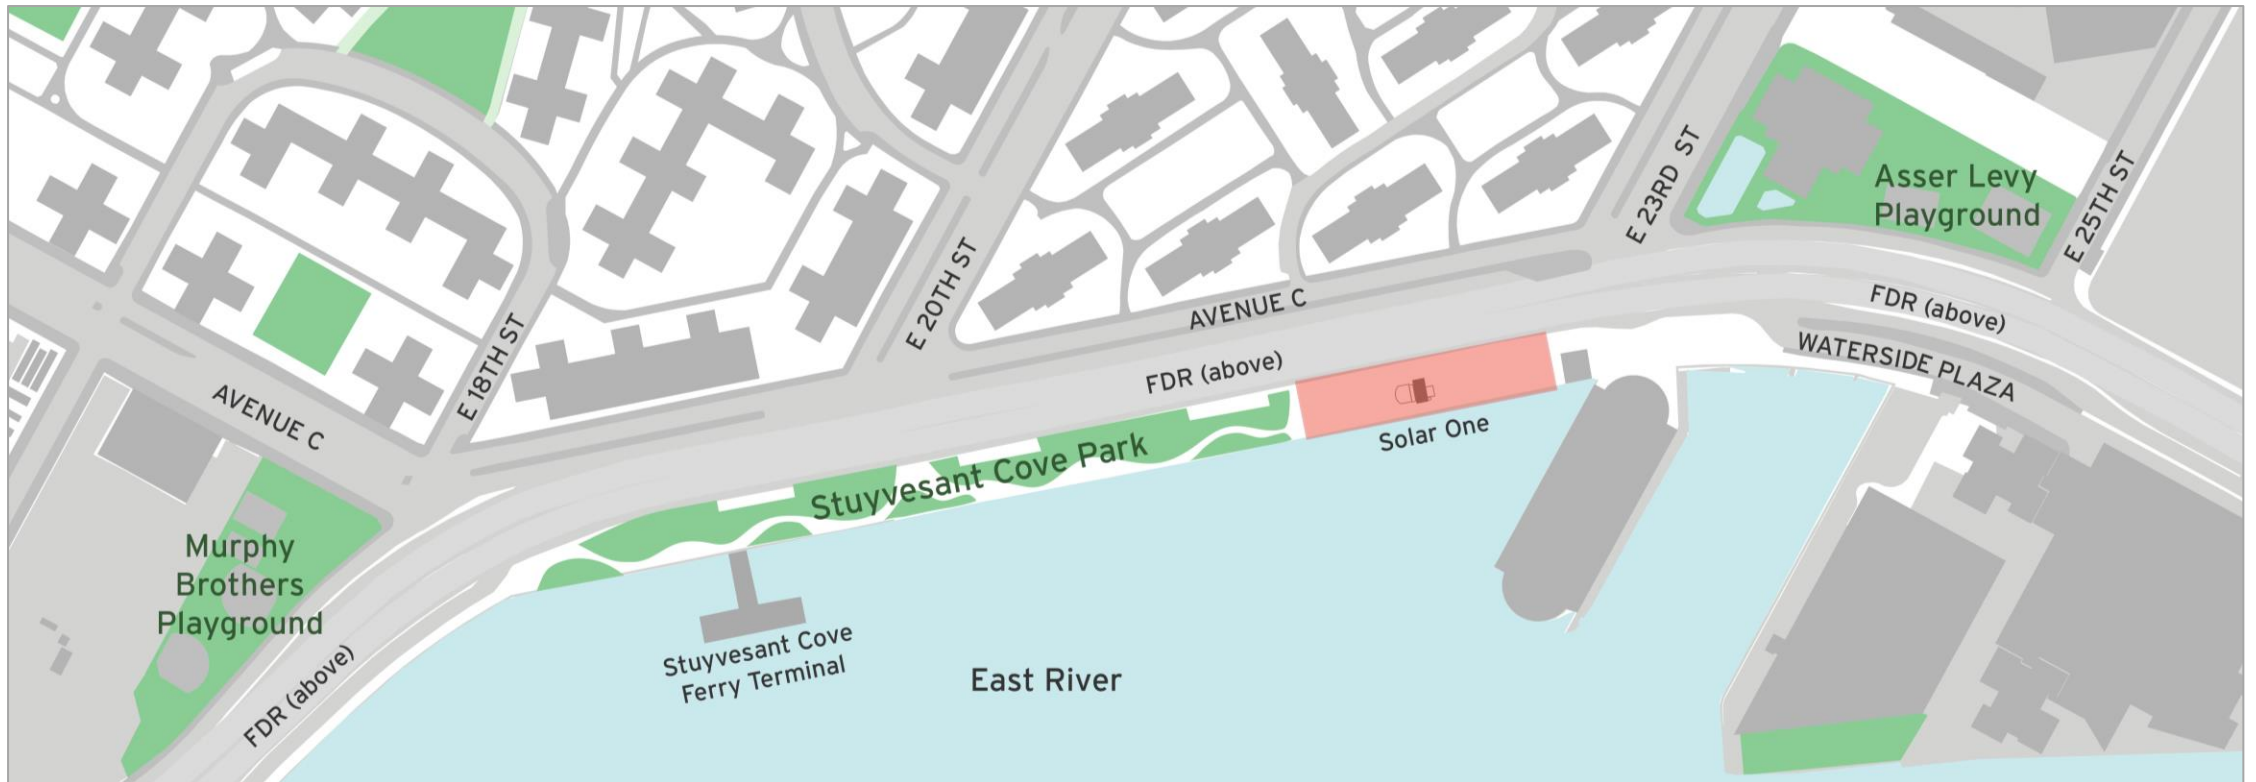 E 23RD ST
Asser Levy
Playground
E 25TH ST
E 20TH ST
AVENUE C
FDR (above)
FDR (above)
WATERSIDE PLAZA
E 18TH ST
AVENUE C
Solar One
Stuyvesant Cove Park
Murphy
Brothers
Playground
Stuyvesant Cove
Ferry Terminal
East River
FDR (above)